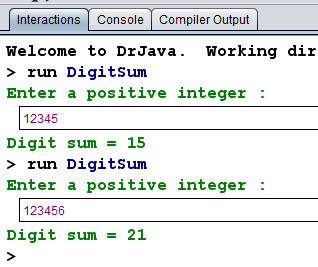 Interactions Console Compiler Output
Welcome to DrJava. Working dir
> run DigitSum
Enter a positive integer :
12345
Digit sum = 15
> run DigitSum
Enter a positive integer :
123456
Digit sum = 21
>